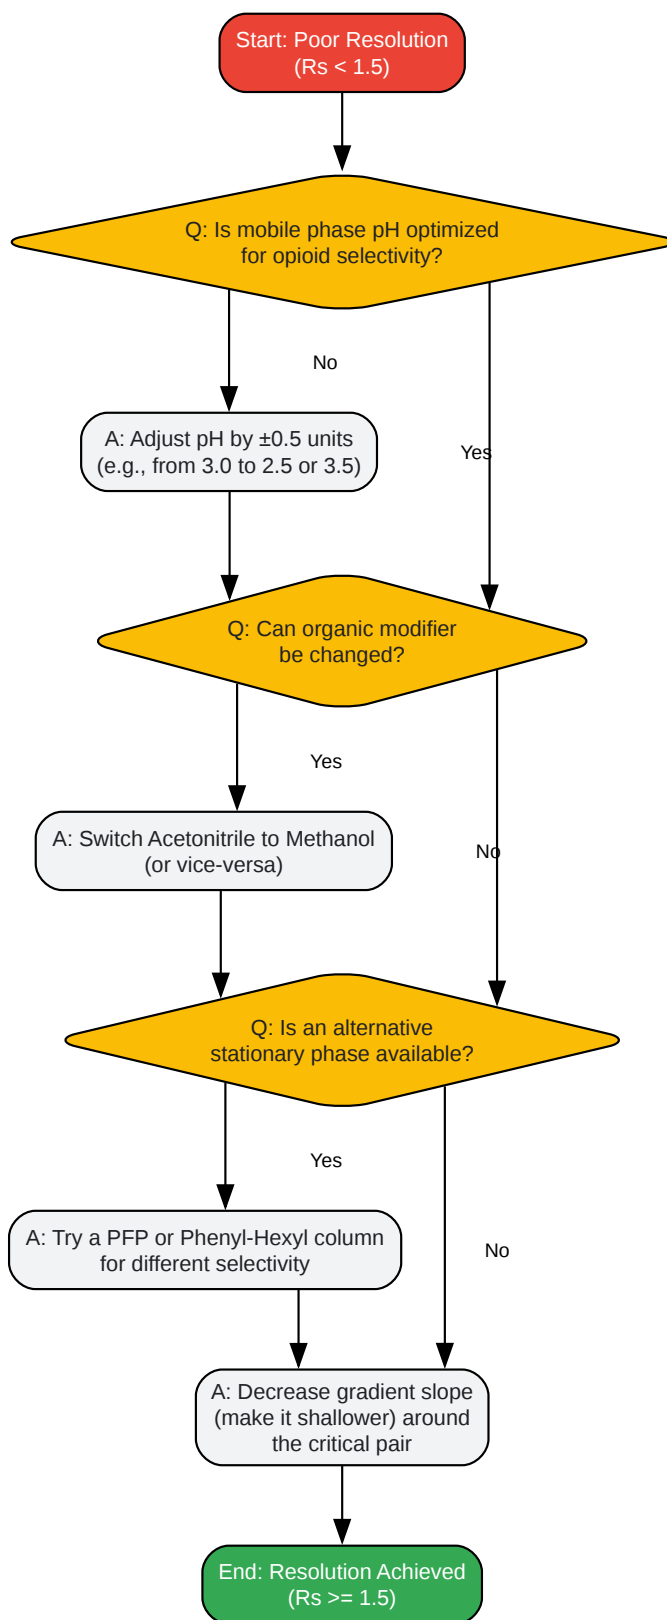 Start: Poor Resolution
(Rs < 1.5)
Q: Is mobile phase pH optimized
for opioid selectivity?
No
A: Adjust pH by ±0.5 units
(e.g., from 3.0 to 2.5 or 3.5)
Yes
Q: Can organic modifier
be changed?
Yes
A: Switch Acetonitrile to Methanol
(or vice-versa)
No
Q: Is an alternative
stationary phase available?
Yes
A: Try a PFP or Phenyl-Hexyl column
for different selectivity
No
A: Decrease gradient slope
(make it shallower) around
the critical pair
End: Resolution Achieved
(Rs >= 1.5)